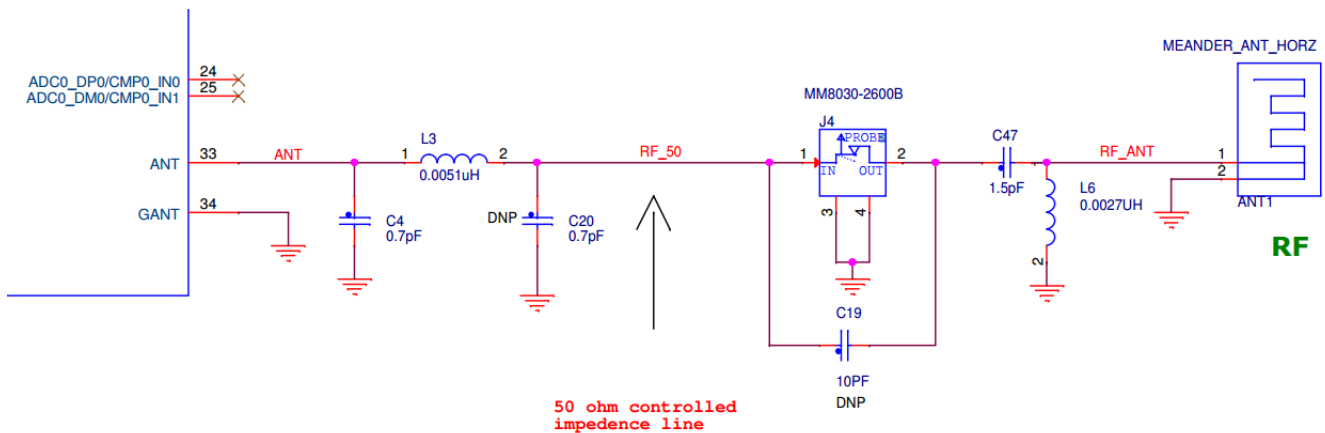 MEANDER_ANT_HORZ
ADC0_DP0/CMP0_IN0 24
ADC0_DM0/CMP0_IN1 25
MM8030-2600B
J4
PROBE
IN OUT
1 2
3 4
ANT 33 ANT
1 L3 2
0.0051uH
RF_50
C47
1.5pF
RF_ANT 1
2
L6
0.0027UH
2
ANT1
GANT 34
C4
0.7pF
DNP C20
0.7pF
RF
C19
10PF
DNP
50 ohm controlled
impedence line